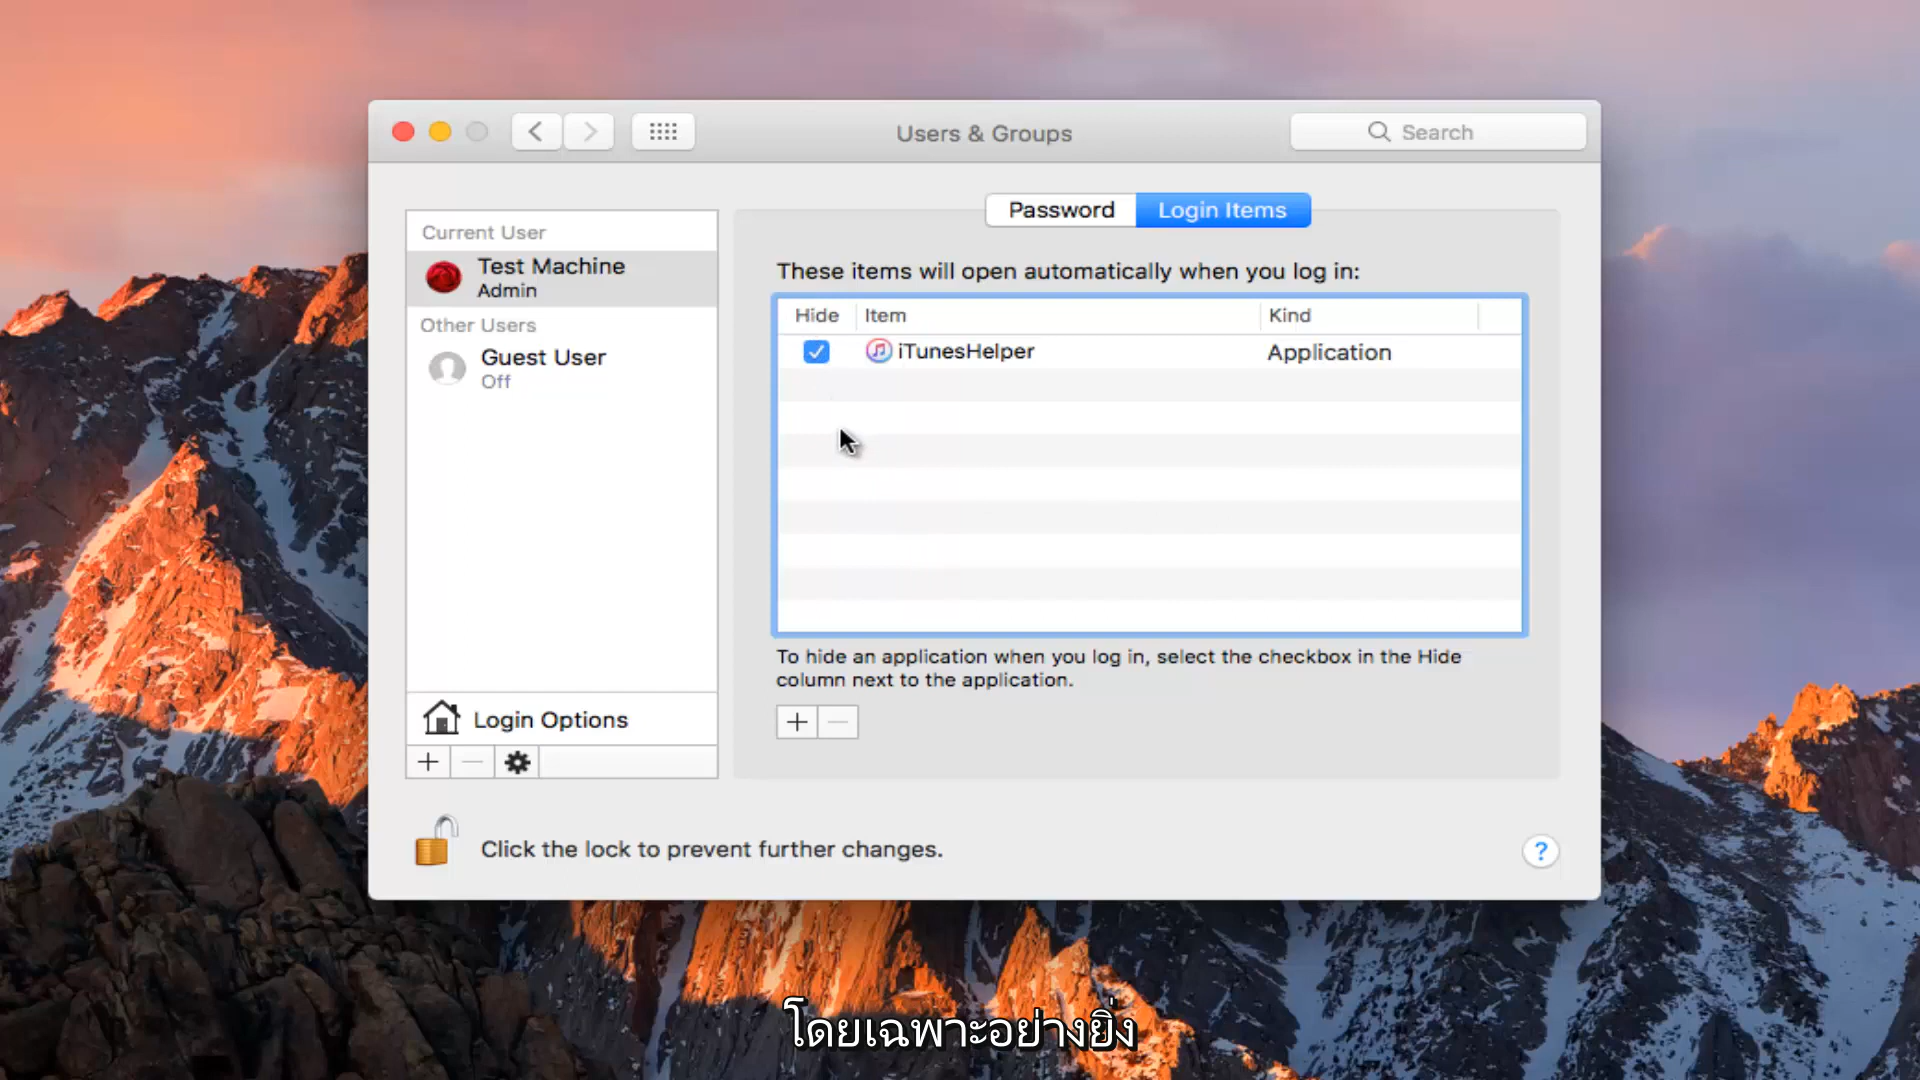 Users & Groups
Search
Password
Login Items
Current User
Test Machine
Admin
Other Users
Guest User
Off
Login Options
These items will open automatically when you log in:
Hide
Item
Kind
iTunesHelper
Application
To hide an application when you log in, select the checkbox in the Hide
column next to the application.
Click the lock to prevent further changes.
?
โดยเฉพาะอย่างยิ่ง